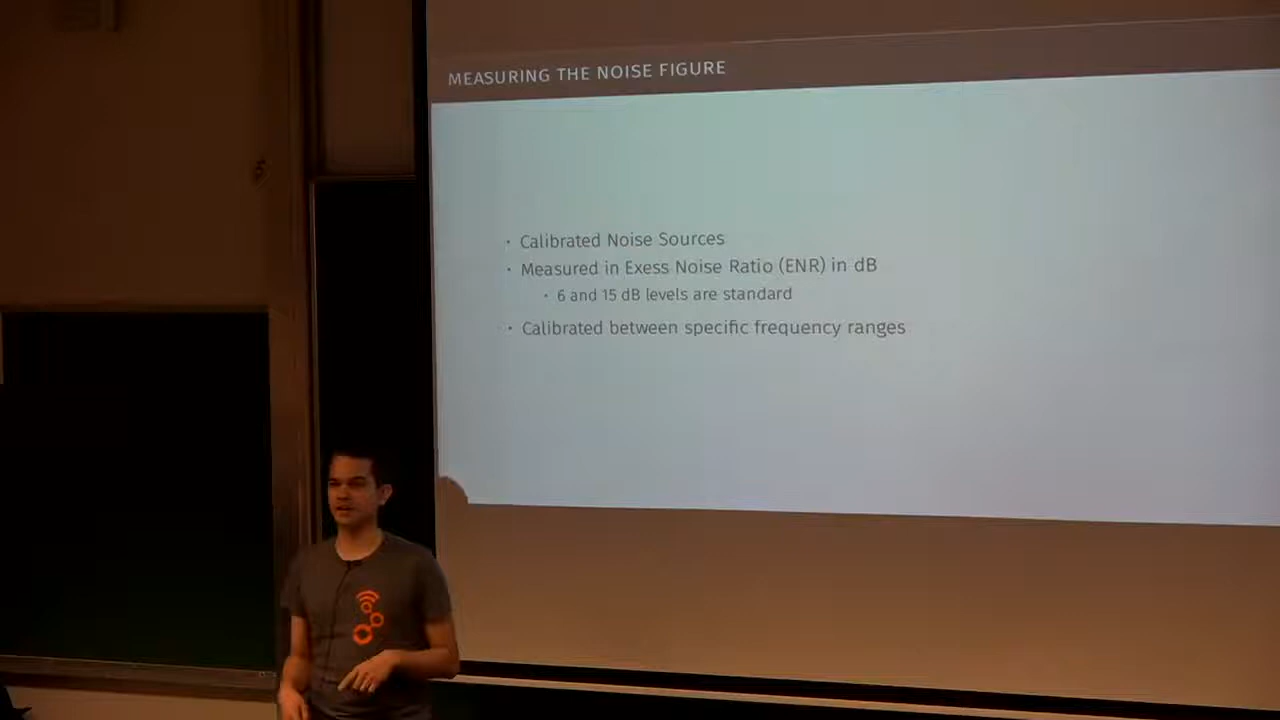 MEASURING THE NOISE FIGURE
· Calibrated Noise Sources
· Measured in Exess Noise Ratio (ENR) in dB
· 6 and 15 dB levels are standard
· Calibrated between specific frequency ranges